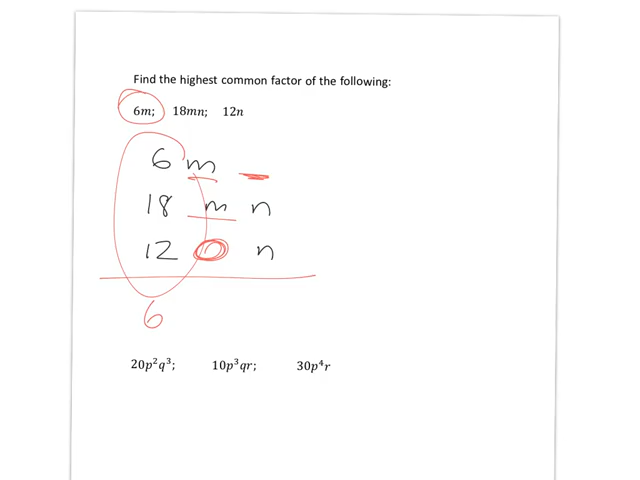 Find the highest common factor of the following:
6m; 18mn; 12n
6 m
18 m n
12 n
6
20p²q³; 10p³qr; 30p⁴r